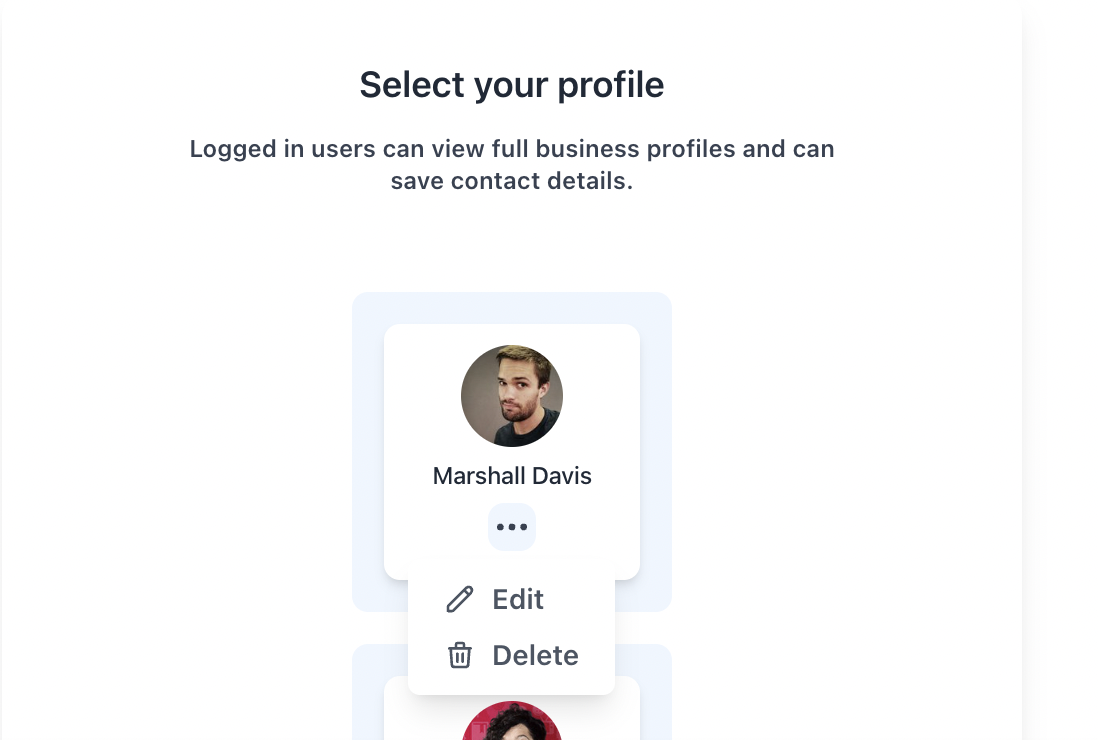 Select your profile
Logged in users can view full business profiles and can
save contact details.
Marshall Davis
Edit
Delete